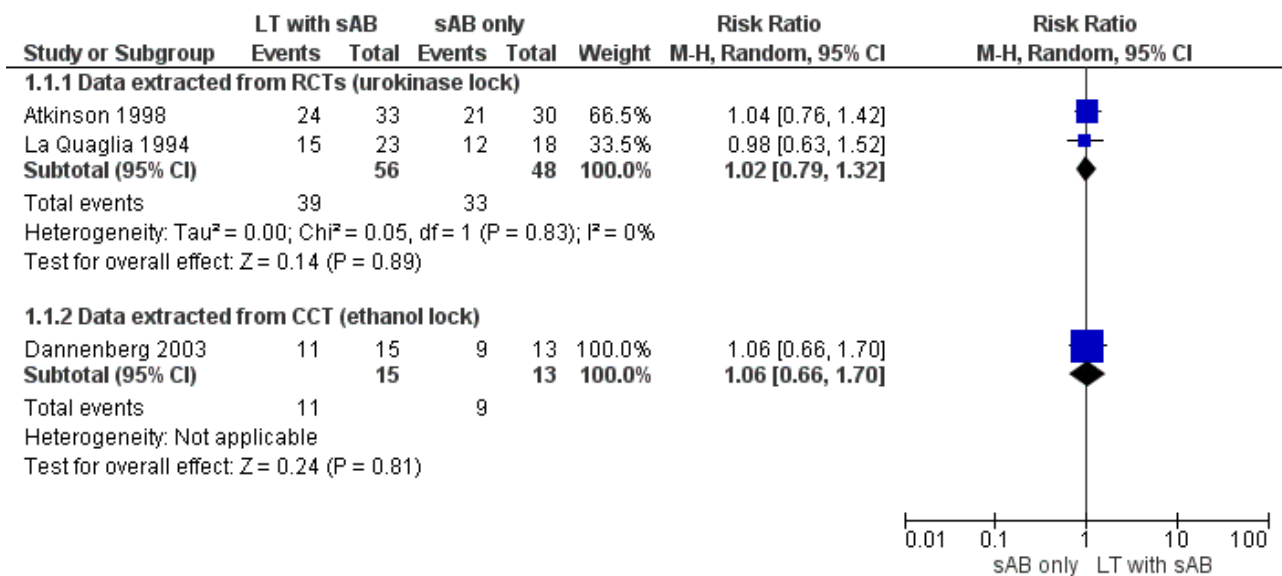 LT with sAB sAB only Risk Ratio Risk Ratio
Study or Subgroup Events Total Events Total Weight M-H, Random, 95% CI M-H, Random, 95% CI
1.1.1 Data extracted from RCTs (urokinase lock)
Atkinson 1998 24 33 21 30 66.5% 1.04 [0.76, 1.42]
La Quaglia 1994 15 23 12 18 33.5% 0.98 [0.63, 1.52]
Subtotal (95% CI) 56 48 100.0% 1.02 [0.79, 1.32]
Total events 39 33
Heterogeneity: Tau² = 0.00; Chi² = 0.05, df = 1 (P = 0.83); I² = 0%
Test for overall effect: Z = 0.14 (P = 0.89)
1.1.2 Data extracted from CCT (ethanol lock)
Dannenberg 2003 11 15 9 13 100.0% 1.06 [0.66, 1.70]
Subtotal (95% CI) 15 13 100.0% 1.06 [0.66, 1.70]
Total events 11 9
Heterogeneity: Not applicable
Test for overall effect: Z = 0.24 (P = 0.81)
0.01 0.1 1 10 100
sAB only LT with sAB